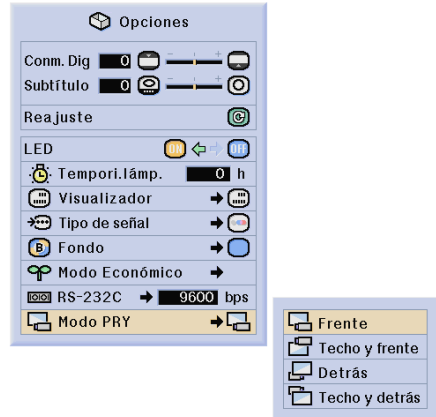 Opciones
Conm. Dig 0 - +
Subtítulo 0 - +
Reajuste
LED ON OFF
Tempori.lámp. 0 h
Visualizador
Tipo de señal
B Fondo
Modo Económico
RS-232C 9600 bps
Modo PRY
Frente
Techo y frente
Detrás
Techo y detrás